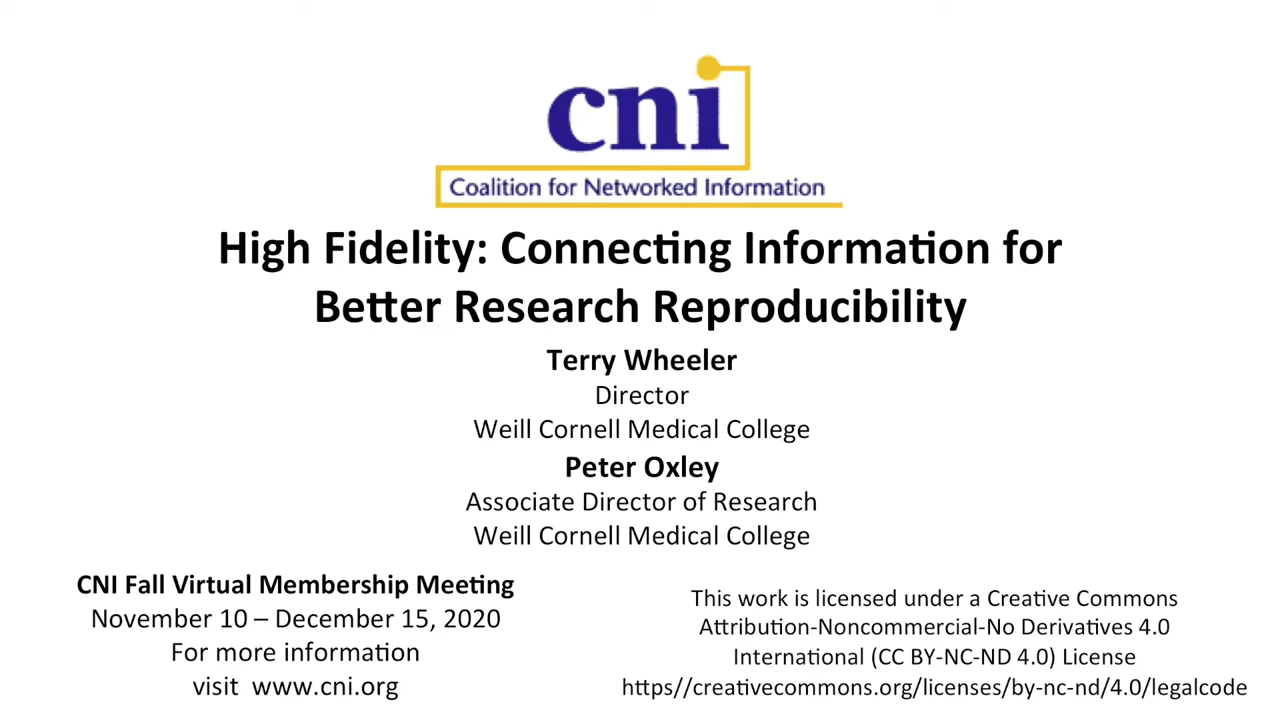 cni
Coalition for Networked Information
High Fidelity: Connecting Information for
Better Research Reproducibility
Terry Wheeler
Director
Weill Cornell Medical College
Peter Oxley
Associate Director of Research
Weill Cornell Medical College
CNI Fall Virtual Membership Meeting
November 10 – December 15, 2020
For more information
visit www.cni.org
This work is licensed under a Creative Commons
Attribution-Noncommercial-No Derivatives 4.0
International (CC BY-NC-ND 4.0) License
https//creativecommons.org/licenses/by-nc-nd/4.0/legalcode